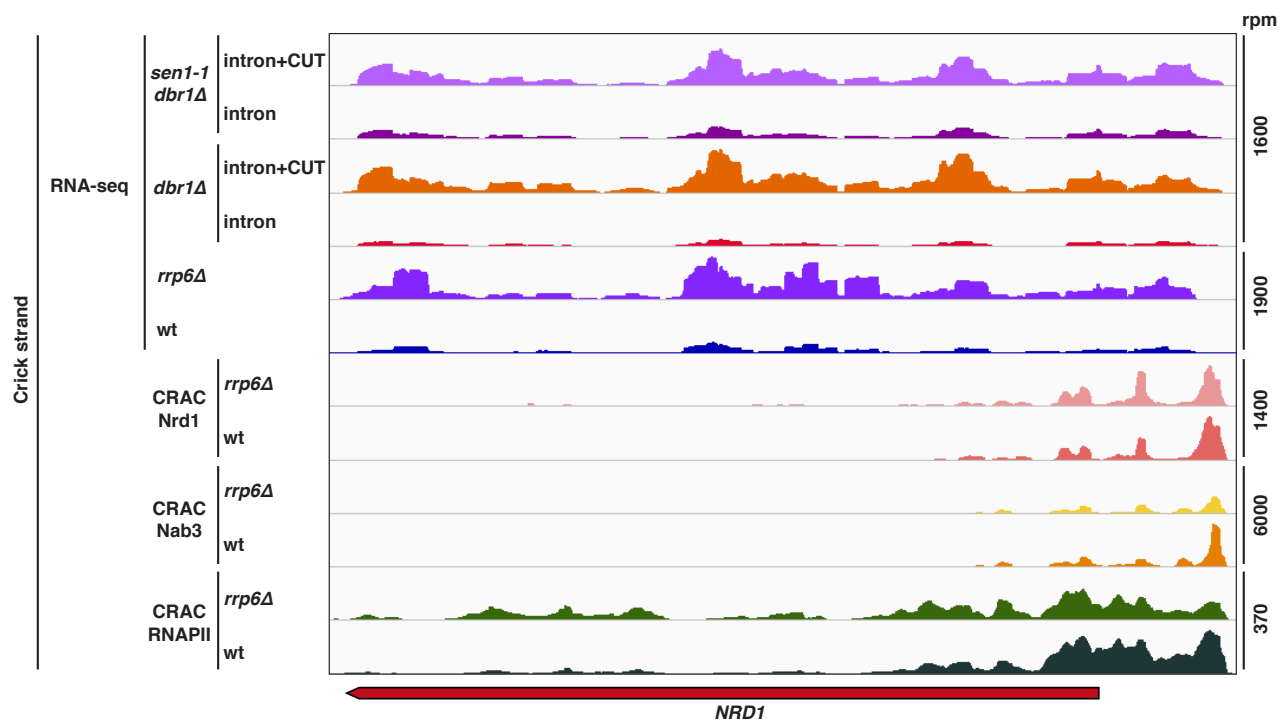 rpm
Crick strand
RNA-seq
sen1-1
dbr1Δ
intron+CUT
intron
1600
dbr1Δ
intron+CUT
intron
rrp6Δ
wt
1900
CRAC
Nrd1
rrp6Δ
wt
1400
CRAC
Nab3
rrp6Δ
wt
6000
CRAC
RNAPII
rrp6Δ
wt
370
NRD1